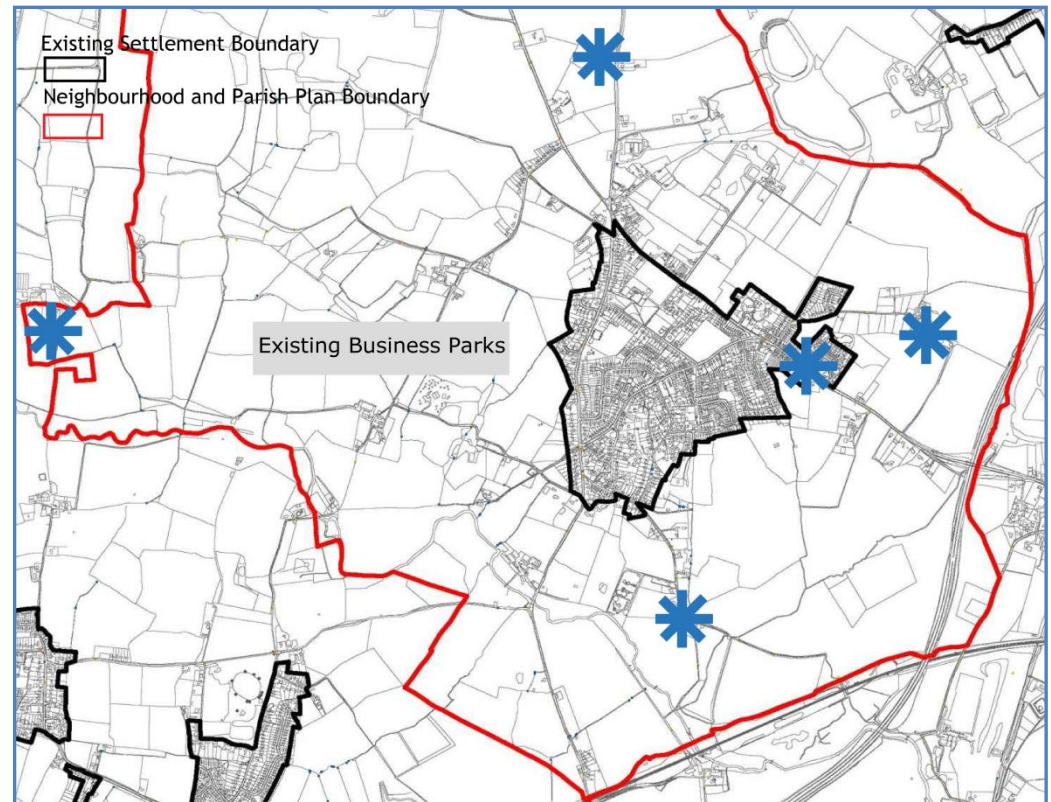 Existing Settlement Boundary
Neighbourhood and Parish Plan Boundary
Existing Business Parks